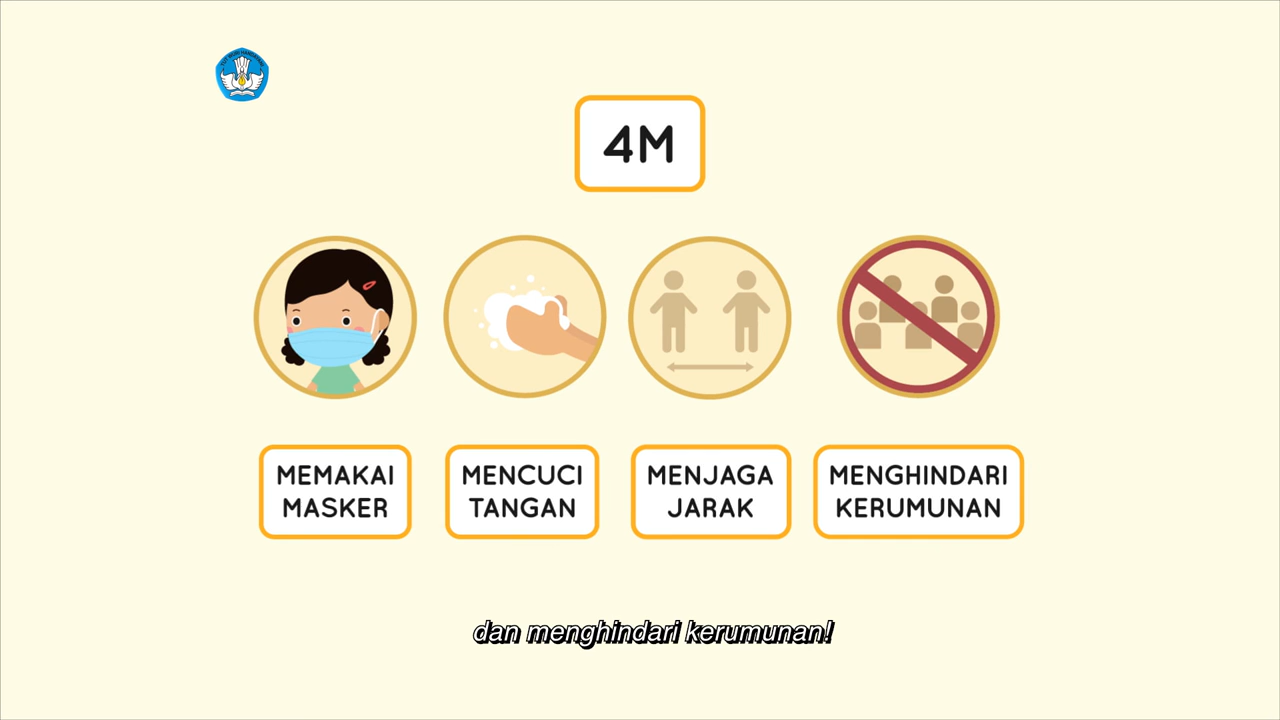 4M
MEMAKAI
MASKER
MENCUCI
TANGAN
MENJAGA
JARAK
MENGHINDARI
KERUMUNAN
dan menghindari kerumunan!